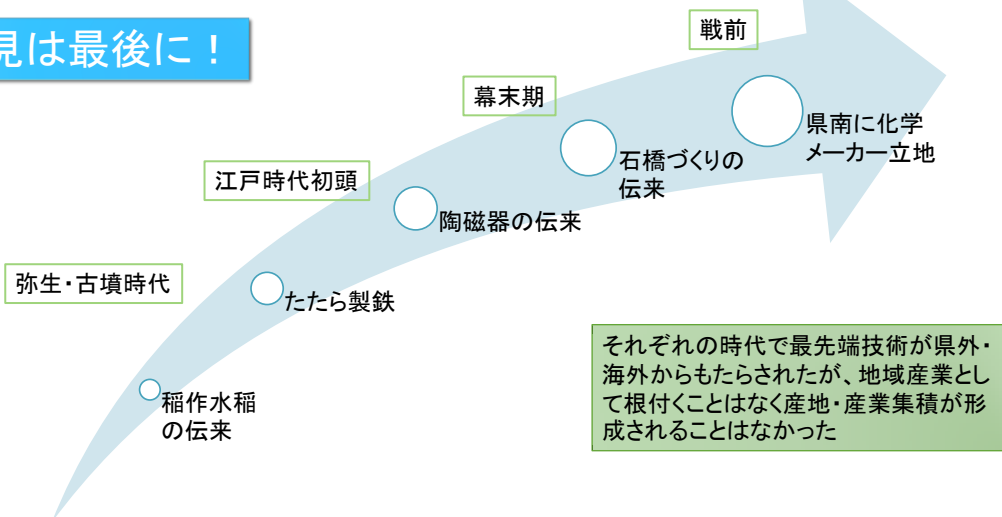 見は最後に！
戦前
県南に化学
メーカー立地
幕末期
石橋づくりの
伝来
江戸時代初頭
陶磁器の伝来
弥生・古墳時代
たたら製鉄
稲作水稲
の伝来
それぞれの時代で最先端技術が県外・
海外からもたらされたが、地域産業とし
て根付くことはなく産地・産業集積が形
成されることはなかった